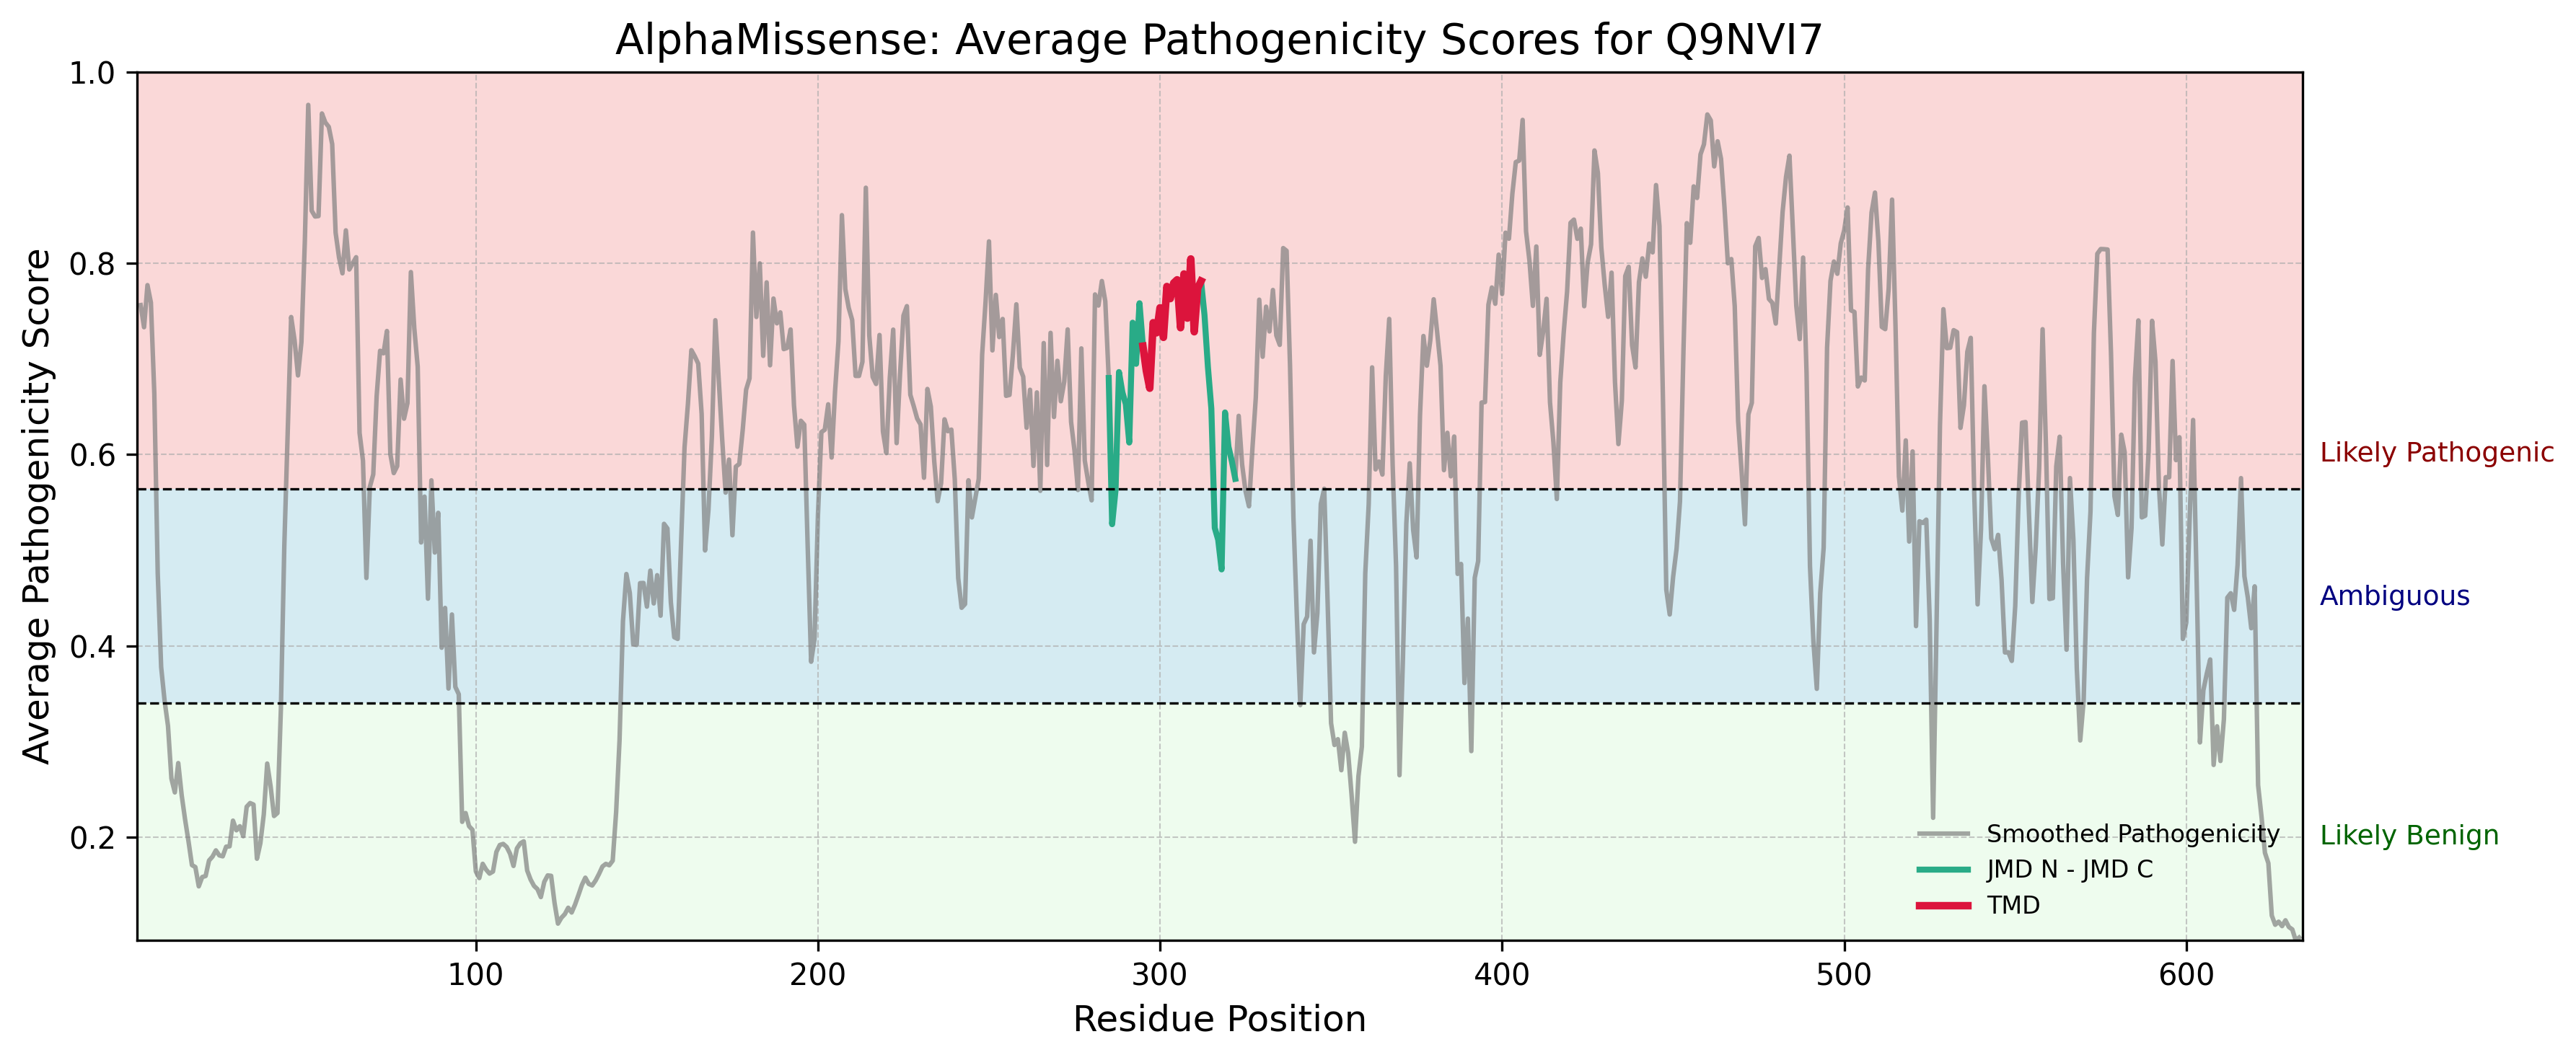 AlphaMissense: Average Pathogenicity Scores for Q9NVI7
Average Pathogenicity Score
1.0
0.8
0.6
0.4
0.2
Likely Pathogenic
Ambiguous
Likely Benign
Smoothed Pathogenicity
JMD N - JMD C
TMD
100
200
300
400
500
600
Residue Position